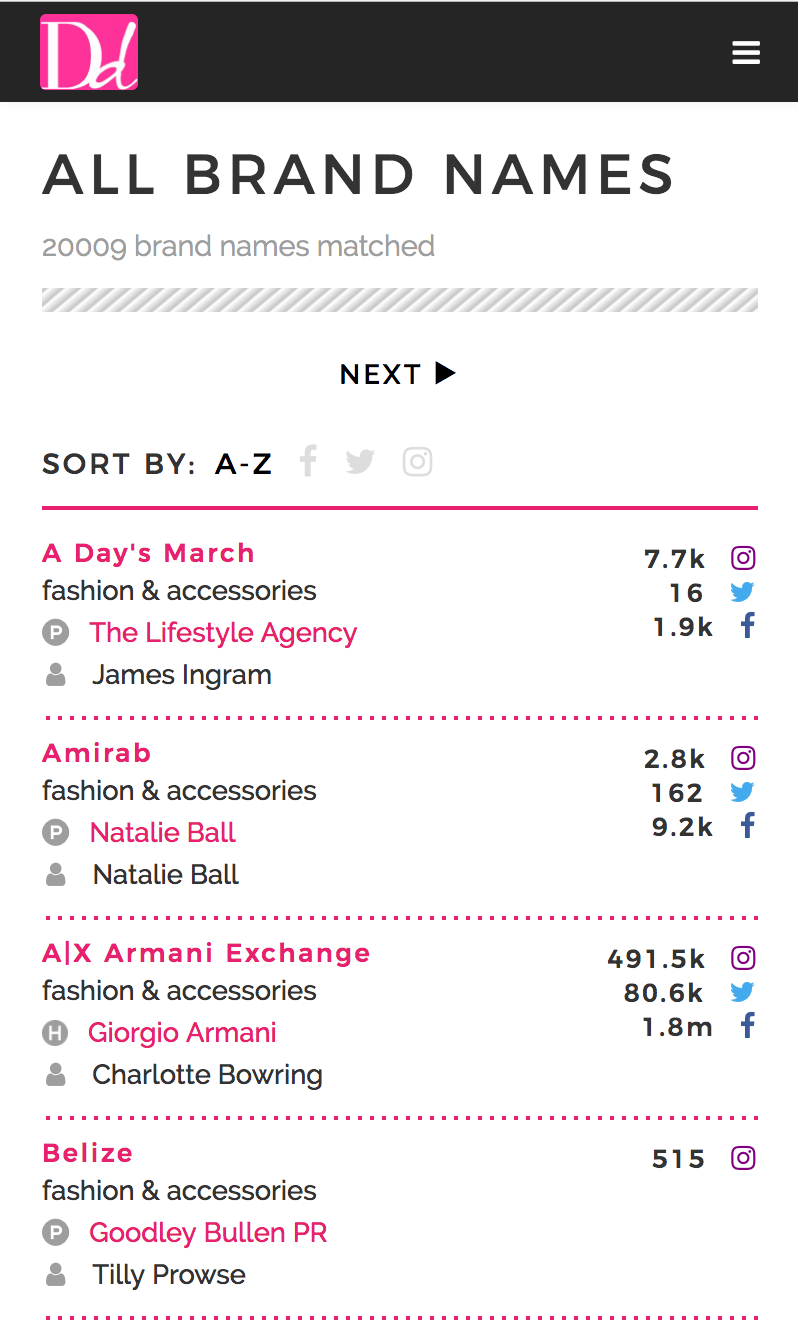 Dd
ALL BRAND NAMES
20009 brand names matched
NEXT ▶
SORT BY: A-Z
A Day's March 7.7k
fashion & accessories 16
P The Lifestyle Agency 1.9k
James Ingram
Amirab 2.8k
fashion & accessories 162
P Natalie Ball 9.2k
Natalie Ball
A|X Armani Exchange 491.5k
fashion & accessories 80.6k
H Giorgio Armani 1.8m
Charlotte Bowring
Belize 515
fashion & accessories
P Goodley Bullen PR
Tilly Prowse